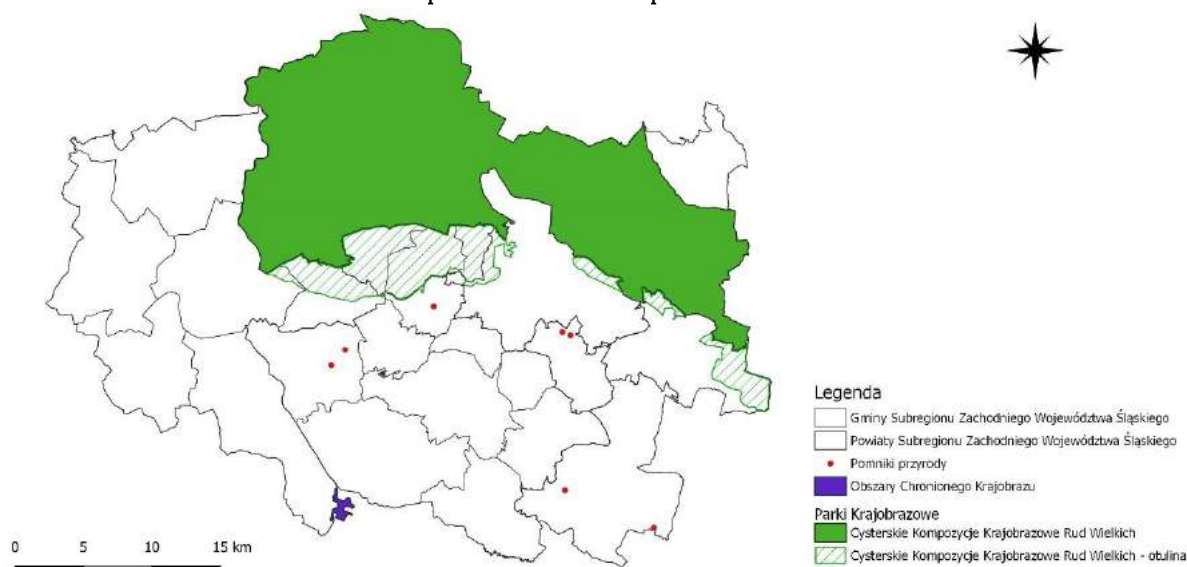 Legenda
Gminy Subregionu Zachodniego Województwa Śląskiego
Powiaty Subregionu Zachodniego Województwa Śląskiego
Pomniki przyrody
Obszary Chronionego Krajobrazu
Parki Krajobrazowe
Cysterskie Kompozycje Krajobrazowe Rud Wielkich
Cysterskie Kompozycje Krajobrazowe Rud Wielkich - otulina
0 5 10 15 km